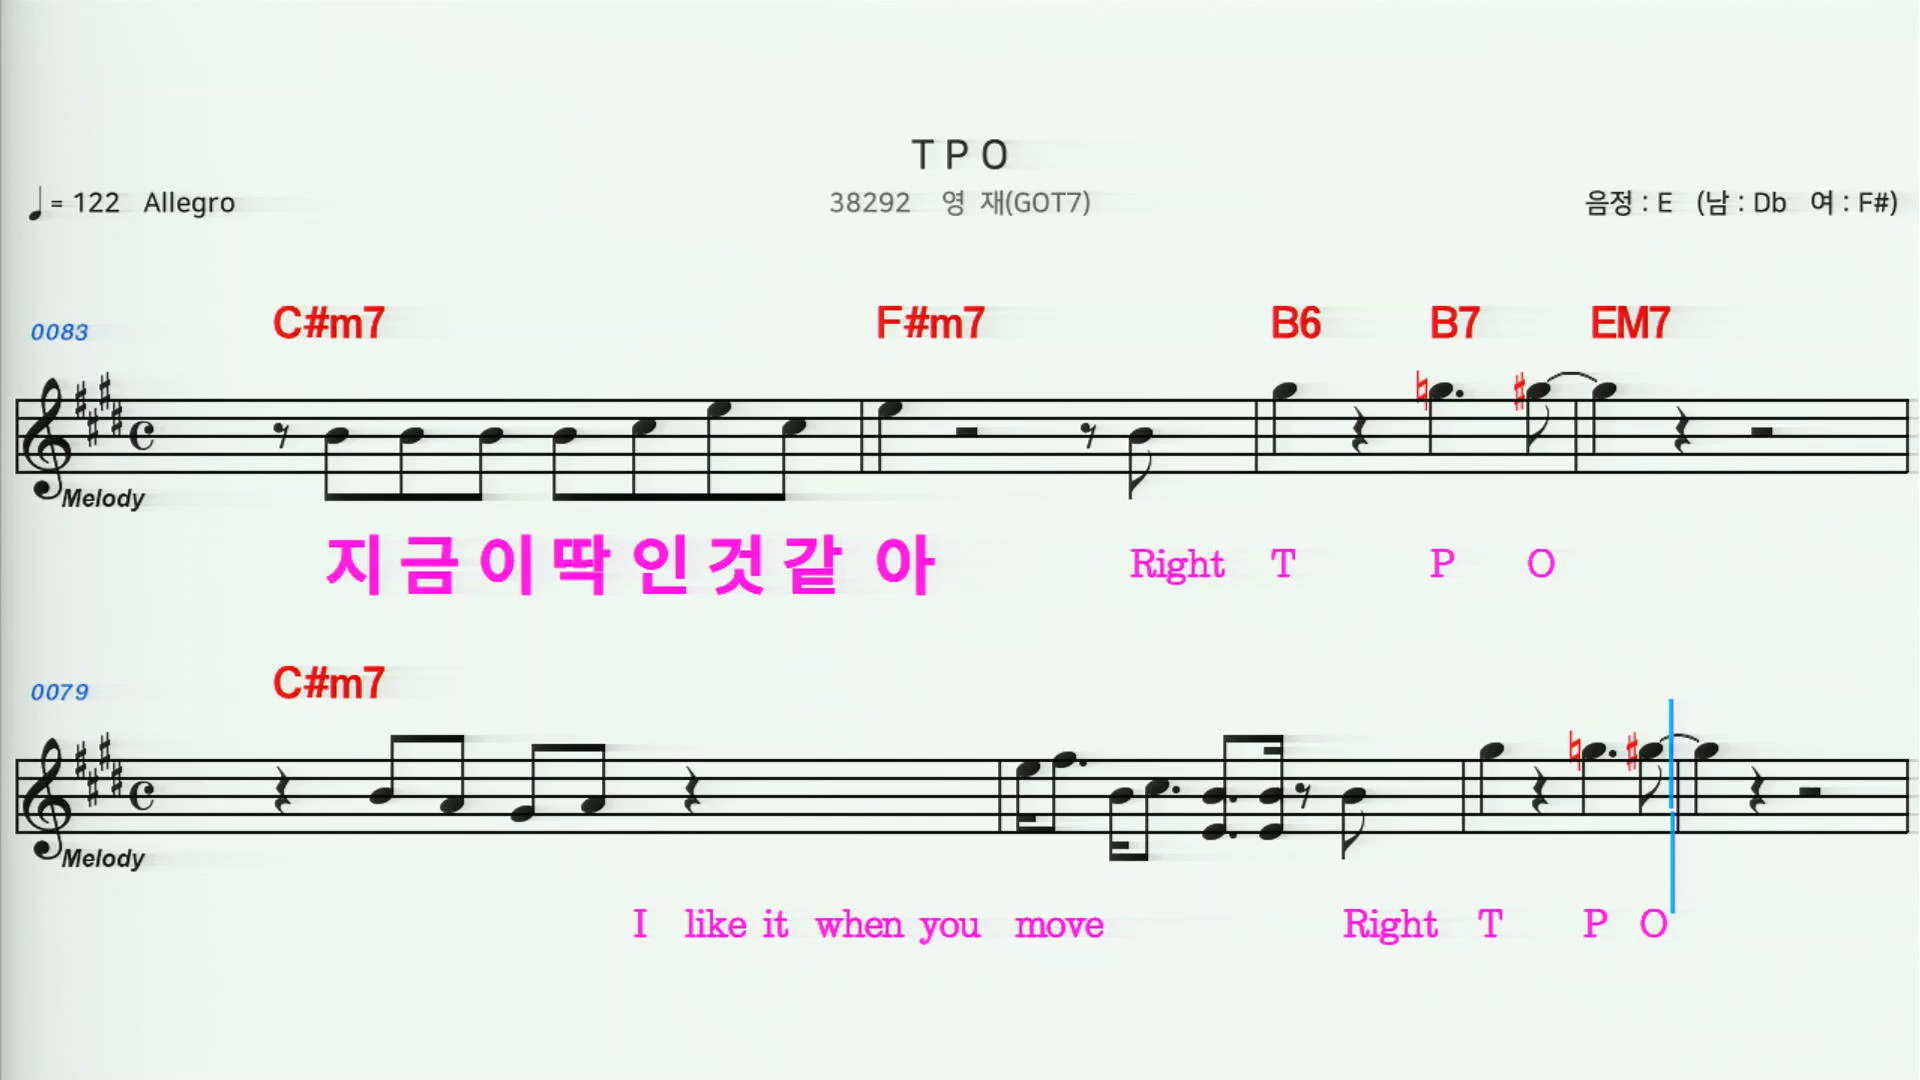 T P O
♩= 122 Allegro 38292 영 재(GOT7) 음정 : E (남 : Db 여 : F#)
0083 C#m7 F#m7 B6 B7 EM7
Melody
지 금 이 딱 인 것 같 아 Right T P O
0079 C#m7
Melody
I like it when you move Right T P O